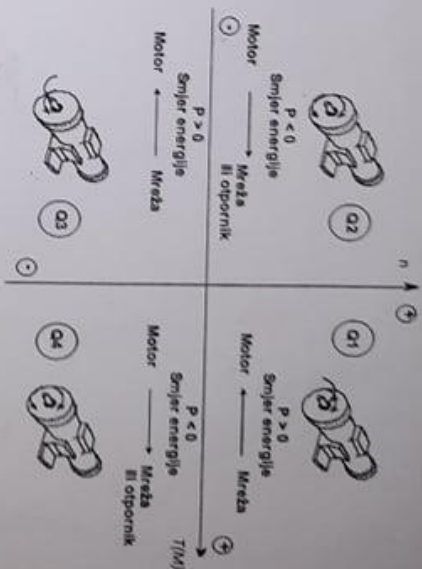 n
+
Q2
P < 0
Smjer energije
Motor → Mreža
ili otpornik
Q1
P > 0
Smjer energije
Motor ← Mreža
T(M)
+
P > 0
Smjer energije
Motor ← Mreža
Q3
P < 0
Smjer energije
Motor → Mreža
ili otpornik
Q4